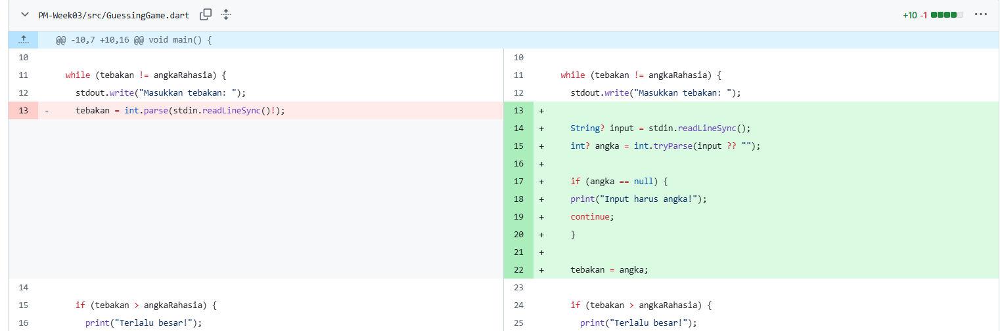 PM-Week03/src/GuessingGame.dart
+10 -1
@@ -10,7 +10,16 @@ void main() {
10
11 while (tebakan != angkaRahasia) {
12 stdout.write("Masukkan tebakan: ");
13 - tebakan = int.parse(stdin.readLineSync()!);
14
15 if (tebakan > angkaRahasia) {
16 print("Terlalu besar!");
10
11 while (tebakan != angkaRahasia) {
12 stdout.write("Masukkan tebakan: ");
13 +
14 + String? input = stdin.readLineSync();
15 + int? angka = int.tryParse(input ?? "");
16 +
17 + if (angka == null) {
18 + print("Input harus angka!");
19 + continue;
20 + }
21 +
22 + tebakan = angka;
23
24 if (tebakan > angkaRahasia) {
25 print("Terlalu besar!");